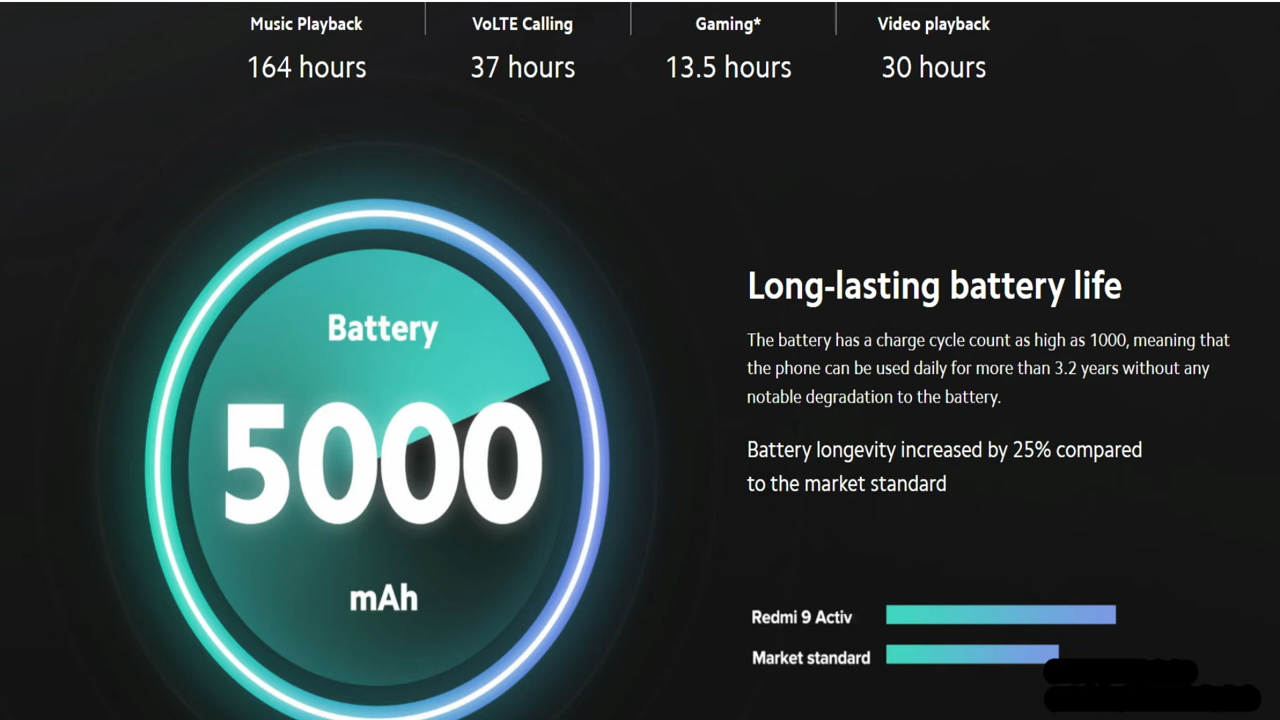 Music Playback
VoLTE Calling
Gaming*
Video playback
164 hours
37 hours
13.5 hours
30 hours
Battery
5000
mAh
Long-lasting battery life
The battery has a charge cycle count as high as 1000, meaning that
the phone can be used daily for more than 3.2 years without any
notable degradation to the battery.
Battery longevity increased by 25% compared
to the market standard
Redmi 9 Activ
Market standard